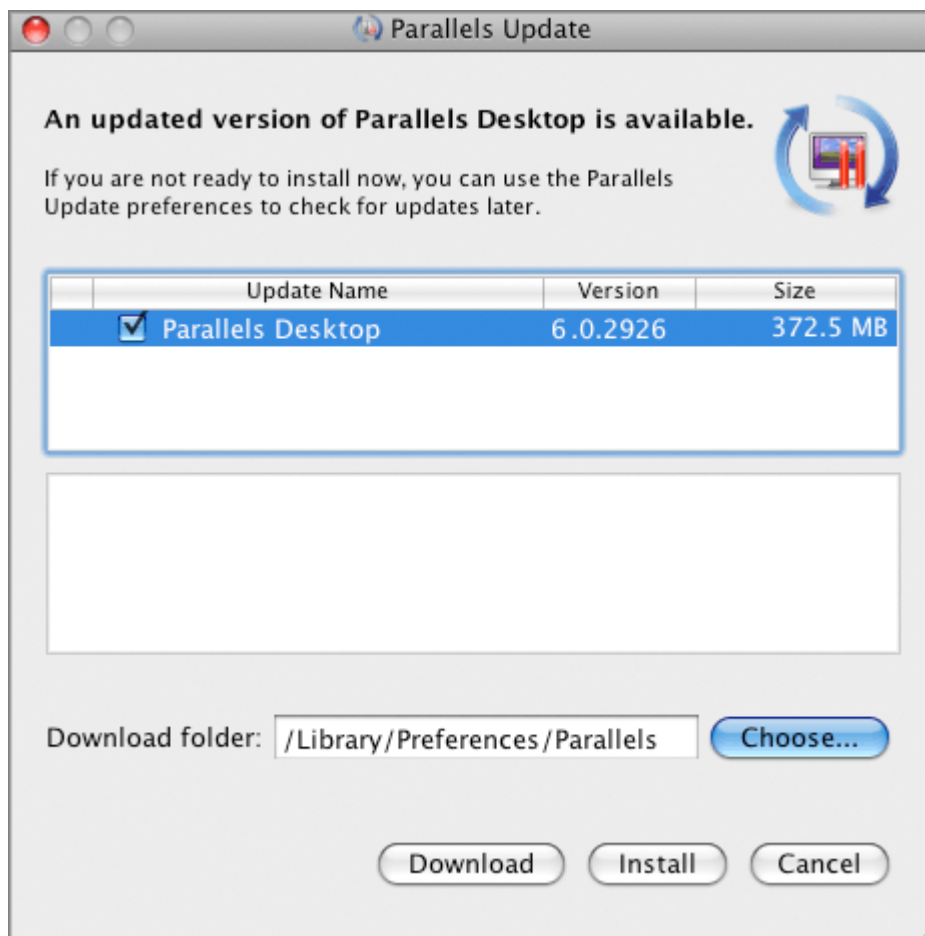 Parallels Update
An updated version of Parallels Desktop is available.
If you are not ready to install now, you can use the Parallels
Update preferences to check for updates later.
Update Name Version Size
Parallels Desktop 6.0.2926 372.5 MB
Download folder: /Library/Preferences/Parallels Choose...
Download Install Cancel